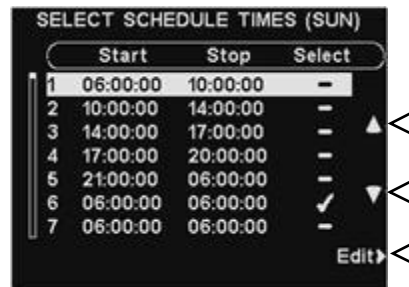 SELECT SCHEDULE TIMES (SUN)
Start Stop Select
1 06:00:00 10:00:00 –
2 10:00:00 14:00:00 –
3 14:00:00 17:00:00 –
4 17:00:00 20:00:00 –
5 21:00:00 06:00:00 –
6 06:00:00 06:00:00 ✓
7 06:00:00 06:00:00 –
Edit